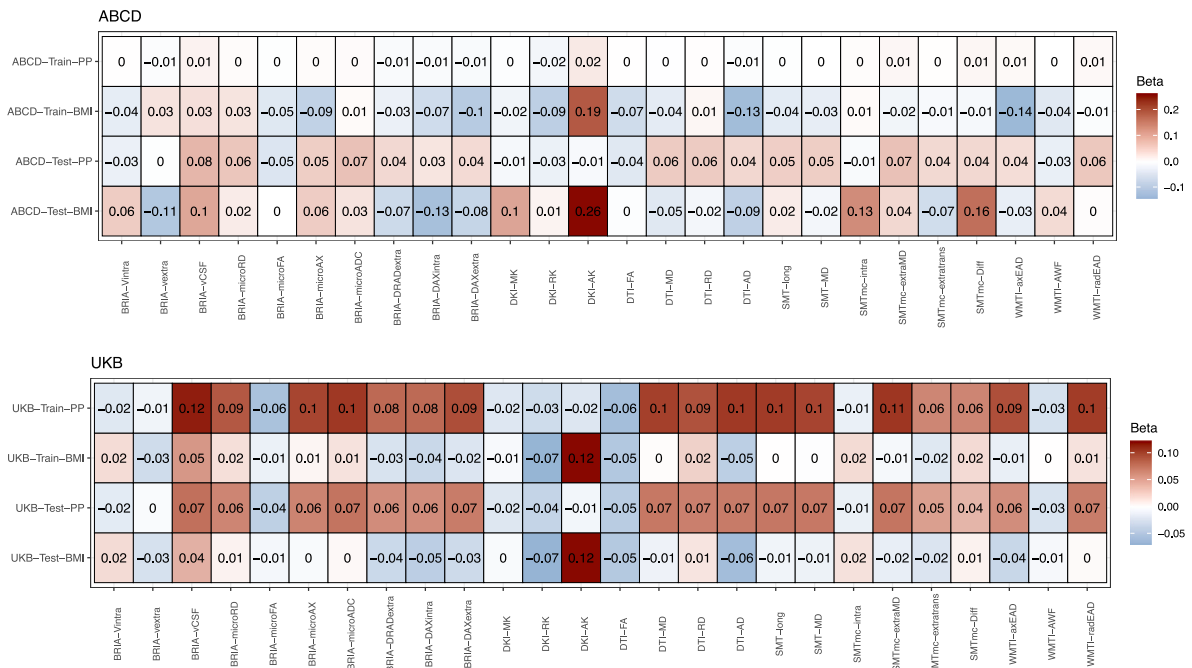 ABCD
ABCD-Train-PP 0 -0.01 0.01 0 0 0 0 -0.01 -0.01 -0.01 0 -0.02 0.02 0 0 0 -0.01 0 0 0 0.01 0 0.01 0.01 0 0.01
ABCD-Train-BMI -0.04 0.03 0.03 0.03 -0.05 -0.09 0.01 -0.03 -0.07 -0.1 -0.02 -0.09 0.19 -0.07 -0.04 0.01 -0.13 -0.04 -0.03 0.01 -0.02 -0.01 -0.01 -0.14 -0.04 -0.01
ABCD-Test-PP -0.03 0 0.08 0.06 -0.05 0.05 0.07 0.04 0.03 0.04 -0.01 -0.03 -0.01 -0.04 0.06 0.06 0.04 0.05 0.05 -0.01 0.07 0.04 0.04 0.04 -0.03 0.06
ABCD-Test-BMI 0.06 -0.11 0.1 0.02 0 0.06 0.03 -0.07 -0.13 -0.08 0.1 0.01 0.26 0 -0.05 -0.02 -0.09 0.02 -0.02 0.13 0.04 -0.07 0.16 -0.03 0.04 0
BRIA-Vintra BRIA-vextra BRIA-vCSF BRIA-microRD BRIA-microFA BRIA-microAX BRIA-microADC BRIA-DRADextra BRIA-DAXintra BRIA-DAXextra DKI-MK DKI-RK DKI-AK DTI-FA DTI-MD DTI-RD DTI-AD SMT-long SMT-MD SMTmc-intra SMTmc-extraMD SMTmc-extratrans SMTmc-Diff WMTI-axEAD WMTI-AWF WMTI-radEAD
Beta
0.2
0.1
0.0
-0.1
UKB
UKB-Train-PP -0.02 -0.01 0.12 0.09 -0.06 0.1 0.1 0.08 0.08 0.09 -0.02 -0.03 -0.02 -0.06 0.1 0.09 0.1 0.1 0.1 -0.01 0.11 0.06 0.06 0.09 -0.03 0.1
UKB-Train-BMI 0.02 -0.03 0.05 0.02 -0.01 0.01 0.01 -0.03 -0.04 -0.02 -0.01 -0.07 0.12 -0.05 0 0.02 -0.05 0 0 0.02 -0.01 -0.02 0.02 -0.01 0 0.01
UKB-Test-PP -0.02 0 0.07 0.06 -0.04 0.06 0.07 0.06 0.06 0.07 -0.02 -0.04 -0.01 -0.05 0.07 0.07 0.07 0.07 0.07 -0.01 0.07 0.05 0.04 0.06 -0.03 0.07
UKB-Test-BMI 0.02 -0.03 0.04 0.01 -0.01 0 0 -0.04 -0.05 -0.03 0 -0.07 0.12 -0.05 -0.01 0.01 -0.06 -0.01 -0.01 0.02 -0.02 -0.02 0.01 -0.04 -0.01 0
BRIA-Vintra BRIA-vextra BRIA-vCSF BRIA-microRD BRIA-microFA BRIA-microAX BRIA-microADC BRIA-DRADextra BRIA-DAXintra BRIA-DAXextra DKI-MK DKI-RK DKI-AK DTI-FA DTI-MD DTI-RD DTI-AD SMT-long SMT-MD SMTmc-intra SMTmc-extraMD SMTmc-extratrans SMTmc-Diff WMTI-axEAD WMTI-AWF WMTI-radEAD
Beta
0.10
0.05
0.00
-0.05